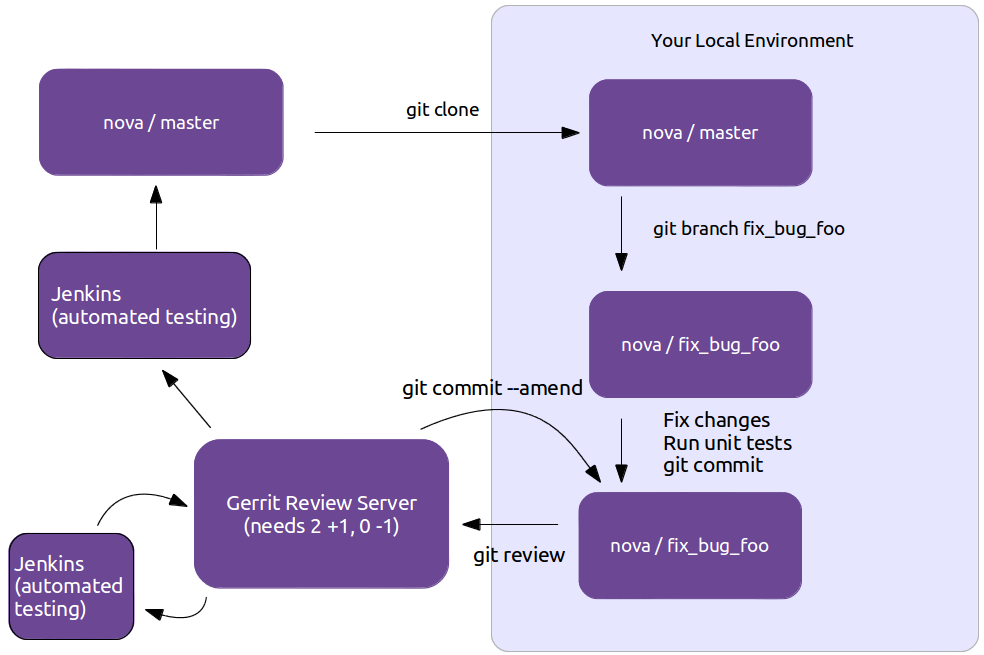 Your Local Environment
nova / master
git clone
nova / master
git branch fix_bug_foo
Jenkins
(automated testing)
nova / fix_bug_foo
git commit --amend
Fix changes
Run unit tests
git commit
Gerrit Review Server
(needs 2 +1, 0 -1)
nova / fix_bug_foo
git review
Jenkins
(automated
testing)